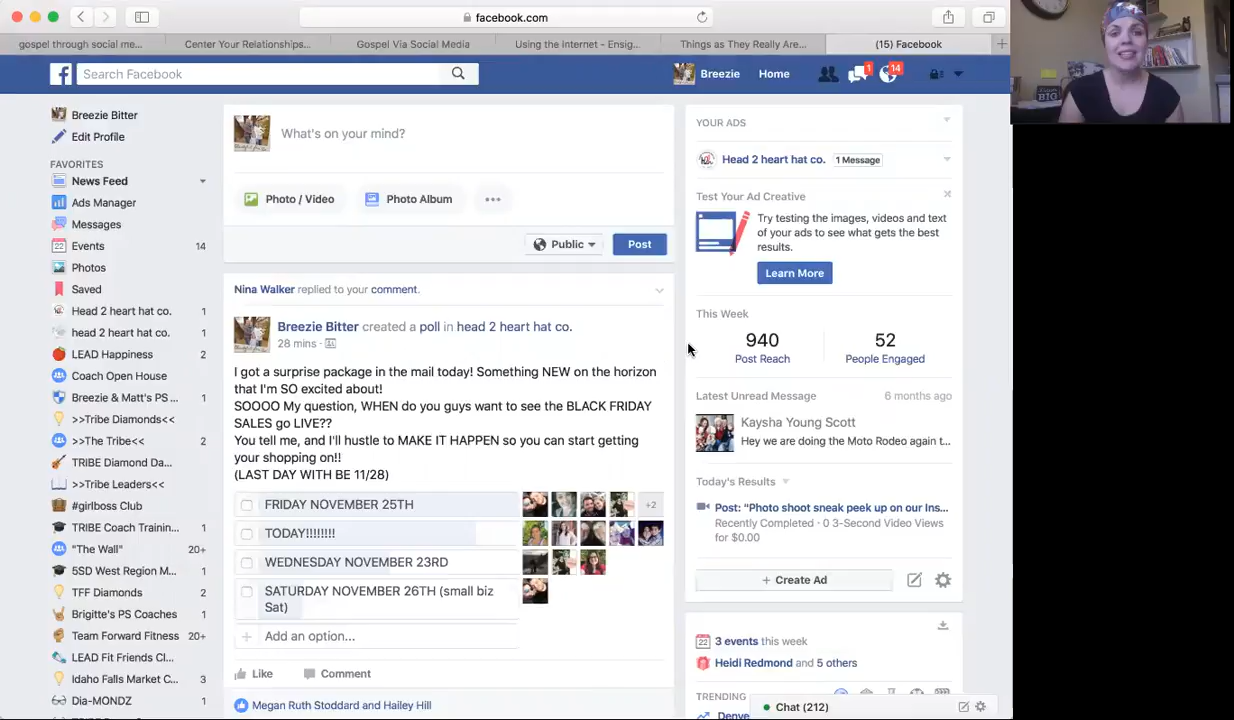 facebook.com
gospel through social me...
Center Your Relationships...
Gospel Via Social Media
Using the Internet - Ensig...
Things as They Really Are...
(15) Facebook
Search Facebook
Breezie
Home
1
14
Breezie Bitter
Edit Profile
FAVORITES
News Feed
Ads Manager
Messages
Events 14
Photos
Saved
Head 2 heart hat co. 1
head 2 heart hat co. 1
LEAD Happiness 2
Coach Open House
Breezie & Matt's PS ... 1
>>Tribe Diamonds<<
>>The Tribe<< 2
TRIBE Diamond Da...
>>Tribe Leaders<<
#girlboss Club
TRIBE Coach Trainin... 1
"The Wall" 20+
5SD West Region M... 1
TFF Diamonds 2
Brigitte's PS Coaches 1
Team Forward Fitness 20+
LEAD Fit Friends Cl...
Idaho Falls Market C... 3
Dia-MONDZ 1
What's on your mind?
Photo / Video
Photo Album
Public
Post
Nina Walker replied to your comment.
Breezie Bitter created a poll in head 2 heart hat co.
28 mins ·
I got a surprise package in the mail today! Something NEW on the horizon
that I'm SO excited about!
SOOOO My question, WHEN do you guys want to see the BLACK FRIDAY
SALES go LIVE??
You tell me, and I'll hustle to MAKE IT HAPPEN so you can start getting
your shopping on!!
(LAST DAY WITH BE 11/28)
FRIDAY NOVEMBER 25TH
+2
TODAY!!!!!!!!
WEDNESDAY NOVEMBER 23RD
SATURDAY NOVEMBER 26TH (small biz
Sat)
+ Add an option...
Like
Comment
Megan Ruth Stoddard and Hailey Hill
YOUR ADS
Head 2 heart hat co. 1 Message
Test Your Ad Creative
Try testing the images, videos and text
of your ads to see what gets the best
results.
Learn More
This Week
940
Post Reach
52
People Engaged
Latest Unread Message
6 months ago
Kaysha Young Scott
Hey we are doing the Moto Rodeo again t...
Today's Results
Post: "Photo shoot sneak peek up on our Ins...
Recently Completed · 0 3-Second Video Views
for $0.00
+ Create Ad
22
3 events this week
Heidi Redmond and 5 others
TRENDING
Denve
Chat (212)